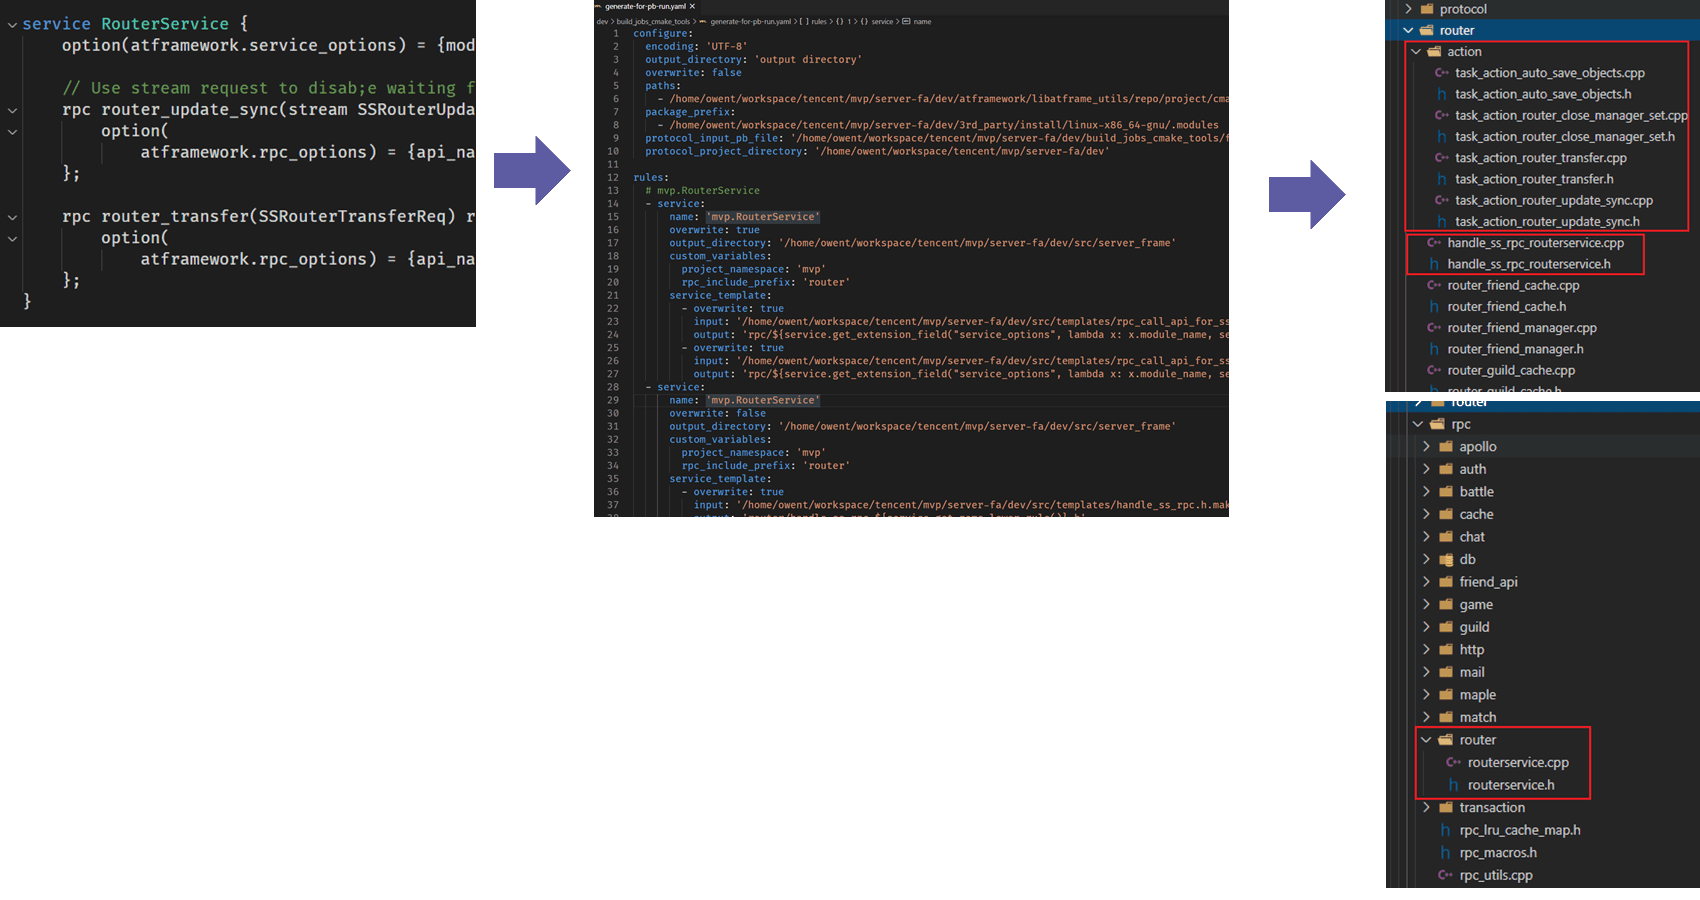 service RouterService {
option(atframework.service_options) = {mod
// Use stream request to disab;e waiting f
rpc router_update_sync(stream SSRouterUpda
option(
atframework.rpc_options) = {api_na
};
rpc router_transfer(SSRouterTransferReq) r
option(
atframework.rpc_options) = {api_na
};
}
generate-for-pb-run.yaml ×
dev > build_jobs_cmake_tools > generate-for-pb-run.yaml > [ ] rules > {} 1 > {} service > name
1 configure:
2 encoding: 'UTF-8'
3 output_directory: 'output directory'
4 overwrite: false
5 paths:
6 - /home/owent/workspace/tencent/mvp/server-fa/dev/atframework/libatframe_utils/repo/project/cma
7 package_prefix:
8 - /home/owent/workspace/tencent/mvp/server-fa/dev/3rd_party/install/linux-x86_64-gnu/.modules
9 protocol_input_pb_file: '/home/owent/workspace/tencent/mvp/server-fa/dev/build_jobs_cmake_tools/
10 protocol_project_directory: '/home/owent/workspace/tencent/mvp/server-fa/dev'
11
12 rules:
13 # mvp.RouterService
14 - service:
15 name: 'mvp.RouterService'
16 overwrite: true
17 output_directory: '/home/owent/workspace/tencent/mvp/server-fa/dev/src/server_frame'
18 custom_variables:
19 project_namespace: 'mvp'
20 rpc_include_prefix: 'router'
21 service_template:
22 - overwrite: true
23 input: '/home/owent/workspace/tencent/mvp/server-fa/dev/src/templates/rpc_call_api_for_ss
24 output: 'rpc/${service.get_extension_field("service_options", lambda x: x.module_name, se
25 - overwrite: true
26 input: '/home/owent/workspace/tencent/mvp/server-fa/dev/src/templates/rpc_call_api_for_ss
27 output: 'rpc/${service.get_extension_field("service_options", lambda x: x.module_name, se
28 - service:
29 name: 'mvp.RouterService'
30 overwrite: false
31 output_directory: '/home/owent/workspace/tencent/mvp/server-fa/dev/src/server_frame'
32 custom_variables:
33 project_namespace: 'mvp'
34 rpc_include_prefix: 'router'
35 service_template:
36 - overwrite: true
37 input: '/home/owent/workspace/tencent/mvp/server-fa/dev/src/templates/handle_ss_rpc.h.mak
protocol
router
action
task_action_auto_save_objects.cpp
task_action_auto_save_objects.h
task_action_router_close_manager_set.cpp
task_action_router_close_manager_set.h
task_action_router_transfer.cpp
task_action_router_transfer.h
task_action_router_update_sync.cpp
task_action_router_update_sync.h
handle_ss_rpc_routerservice.cpp
handle_ss_rpc_routerservice.h
router_friend_cache.cpp
router_friend_cache.h
router_friend_manager.cpp
router_friend_manager.h
router_guild_cache.cpp
router_guild_cache.h
router
rpc
apollo
auth
battle
cache
chat
db
friend_api
game
guild
http
mail
maple
match
router
routerservice.cpp
routerservice.h
transaction
rpc_lru_cache_map.h
rpc_macros.h
rpc_utils.cpp